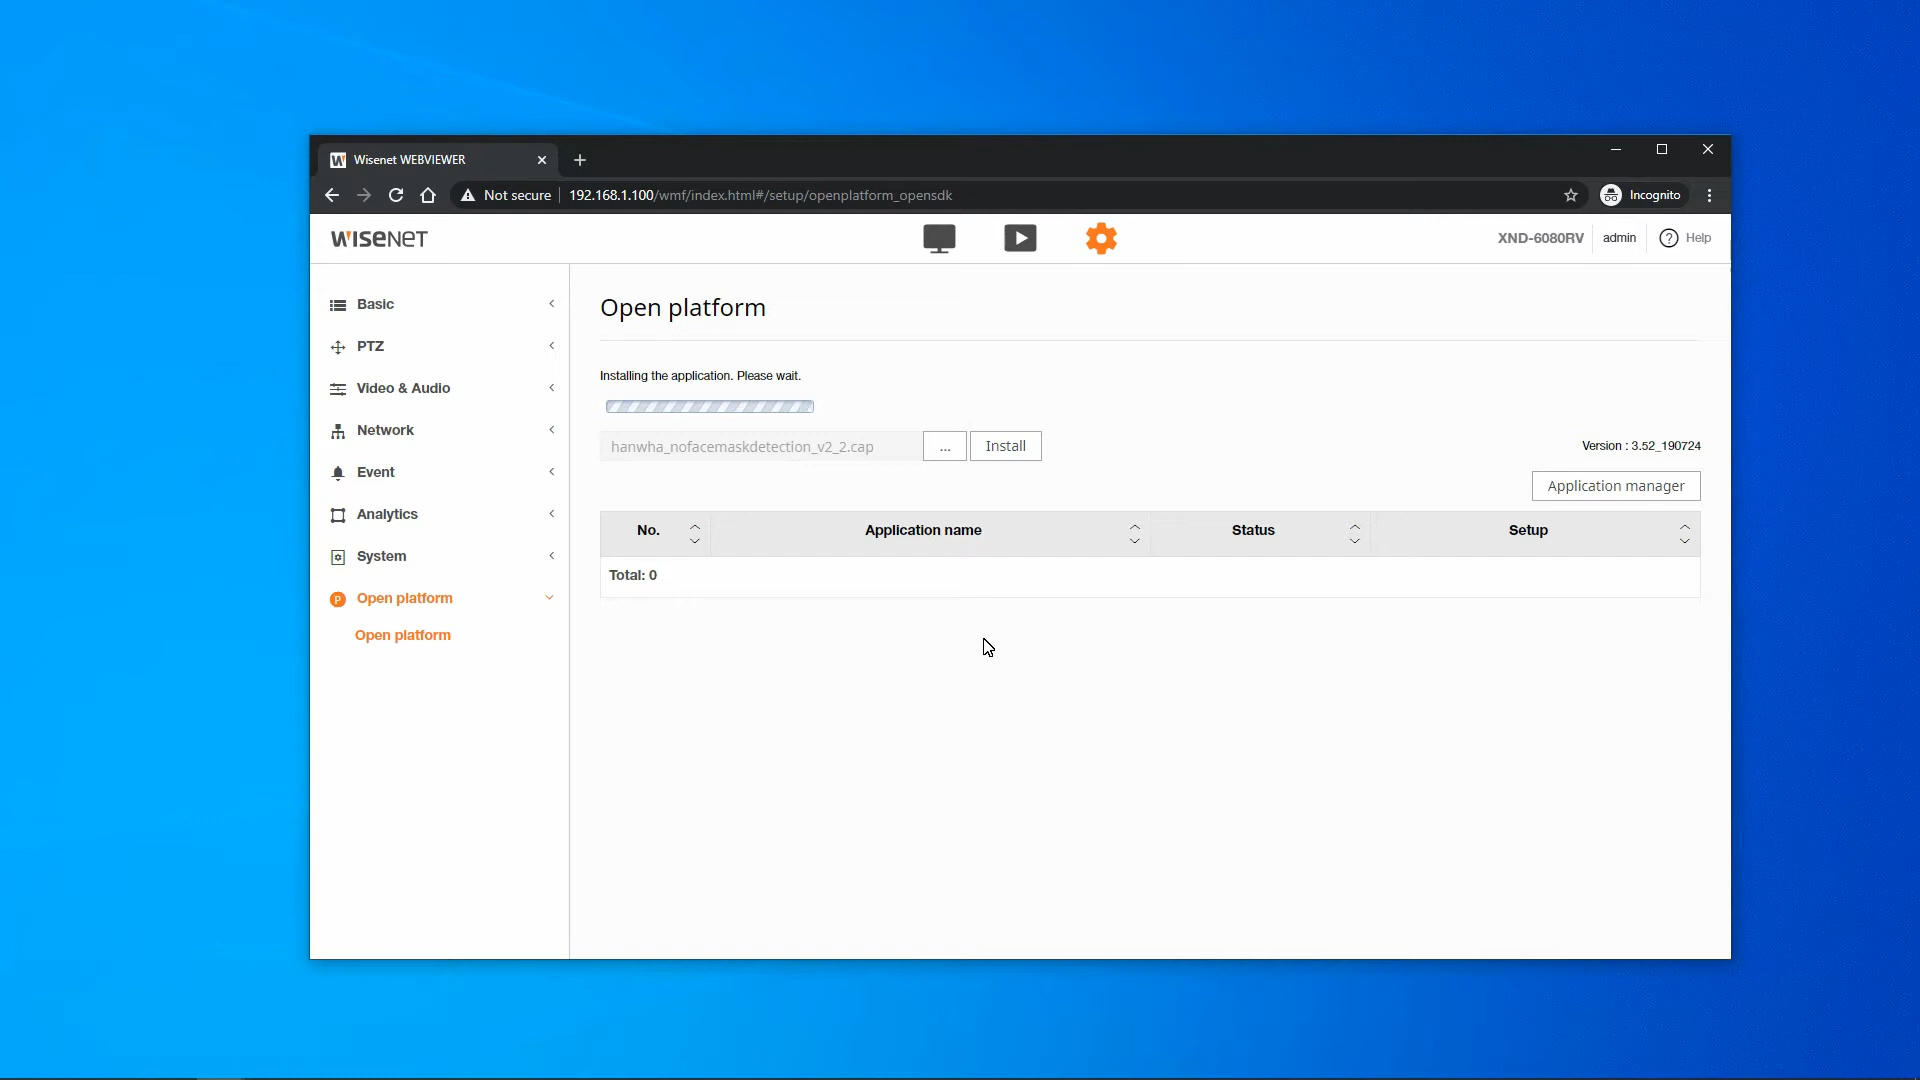 Wisenet WEBVIEWER
Not secure 192.168.1.100/wmf/index.html#/setup/openplatform_opensdk Incognito
WISENET XND-6080RV admin ? Help
Basic
PTZ
Video & Audio
Network
Event
Analytics
System
P Open platform
Open platform
Open platform
Installing the application. Please wait.
hanwha_nofacemaskdetection_v2_2.cap ... Install Version : 3.52_190724
Application manager
No. Application name Status Setup
Total: 0